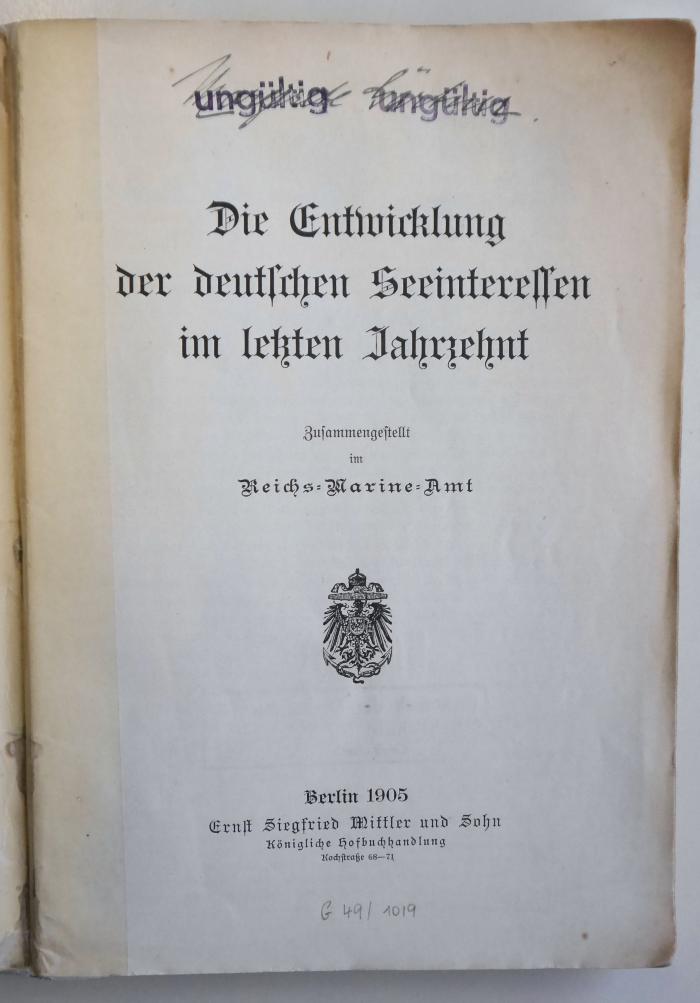 ungültig ungültig
Die Entwicklung
der deutſchen Seeintereſſen
im letzten Jahrzehnt
Zuſammengeſtellt
im
Reichs=Marine=Amt
Berlin 1905
Ernſt Siegfried Mittler und Sohn
Königliche Hofbuchhandlung
Kochſtraße 68—71
G 49/ 1019